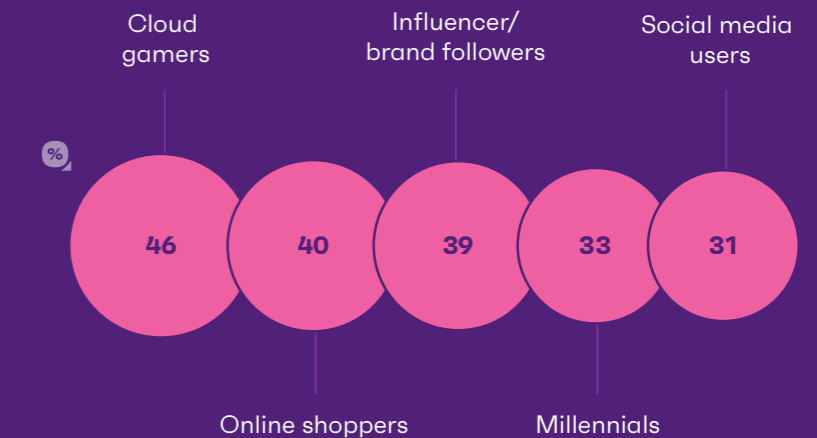 Cloud
gamers
Influencer/
brand followers
Social media
users
%
46
40
39
33
31
Online shoppers
Millennials